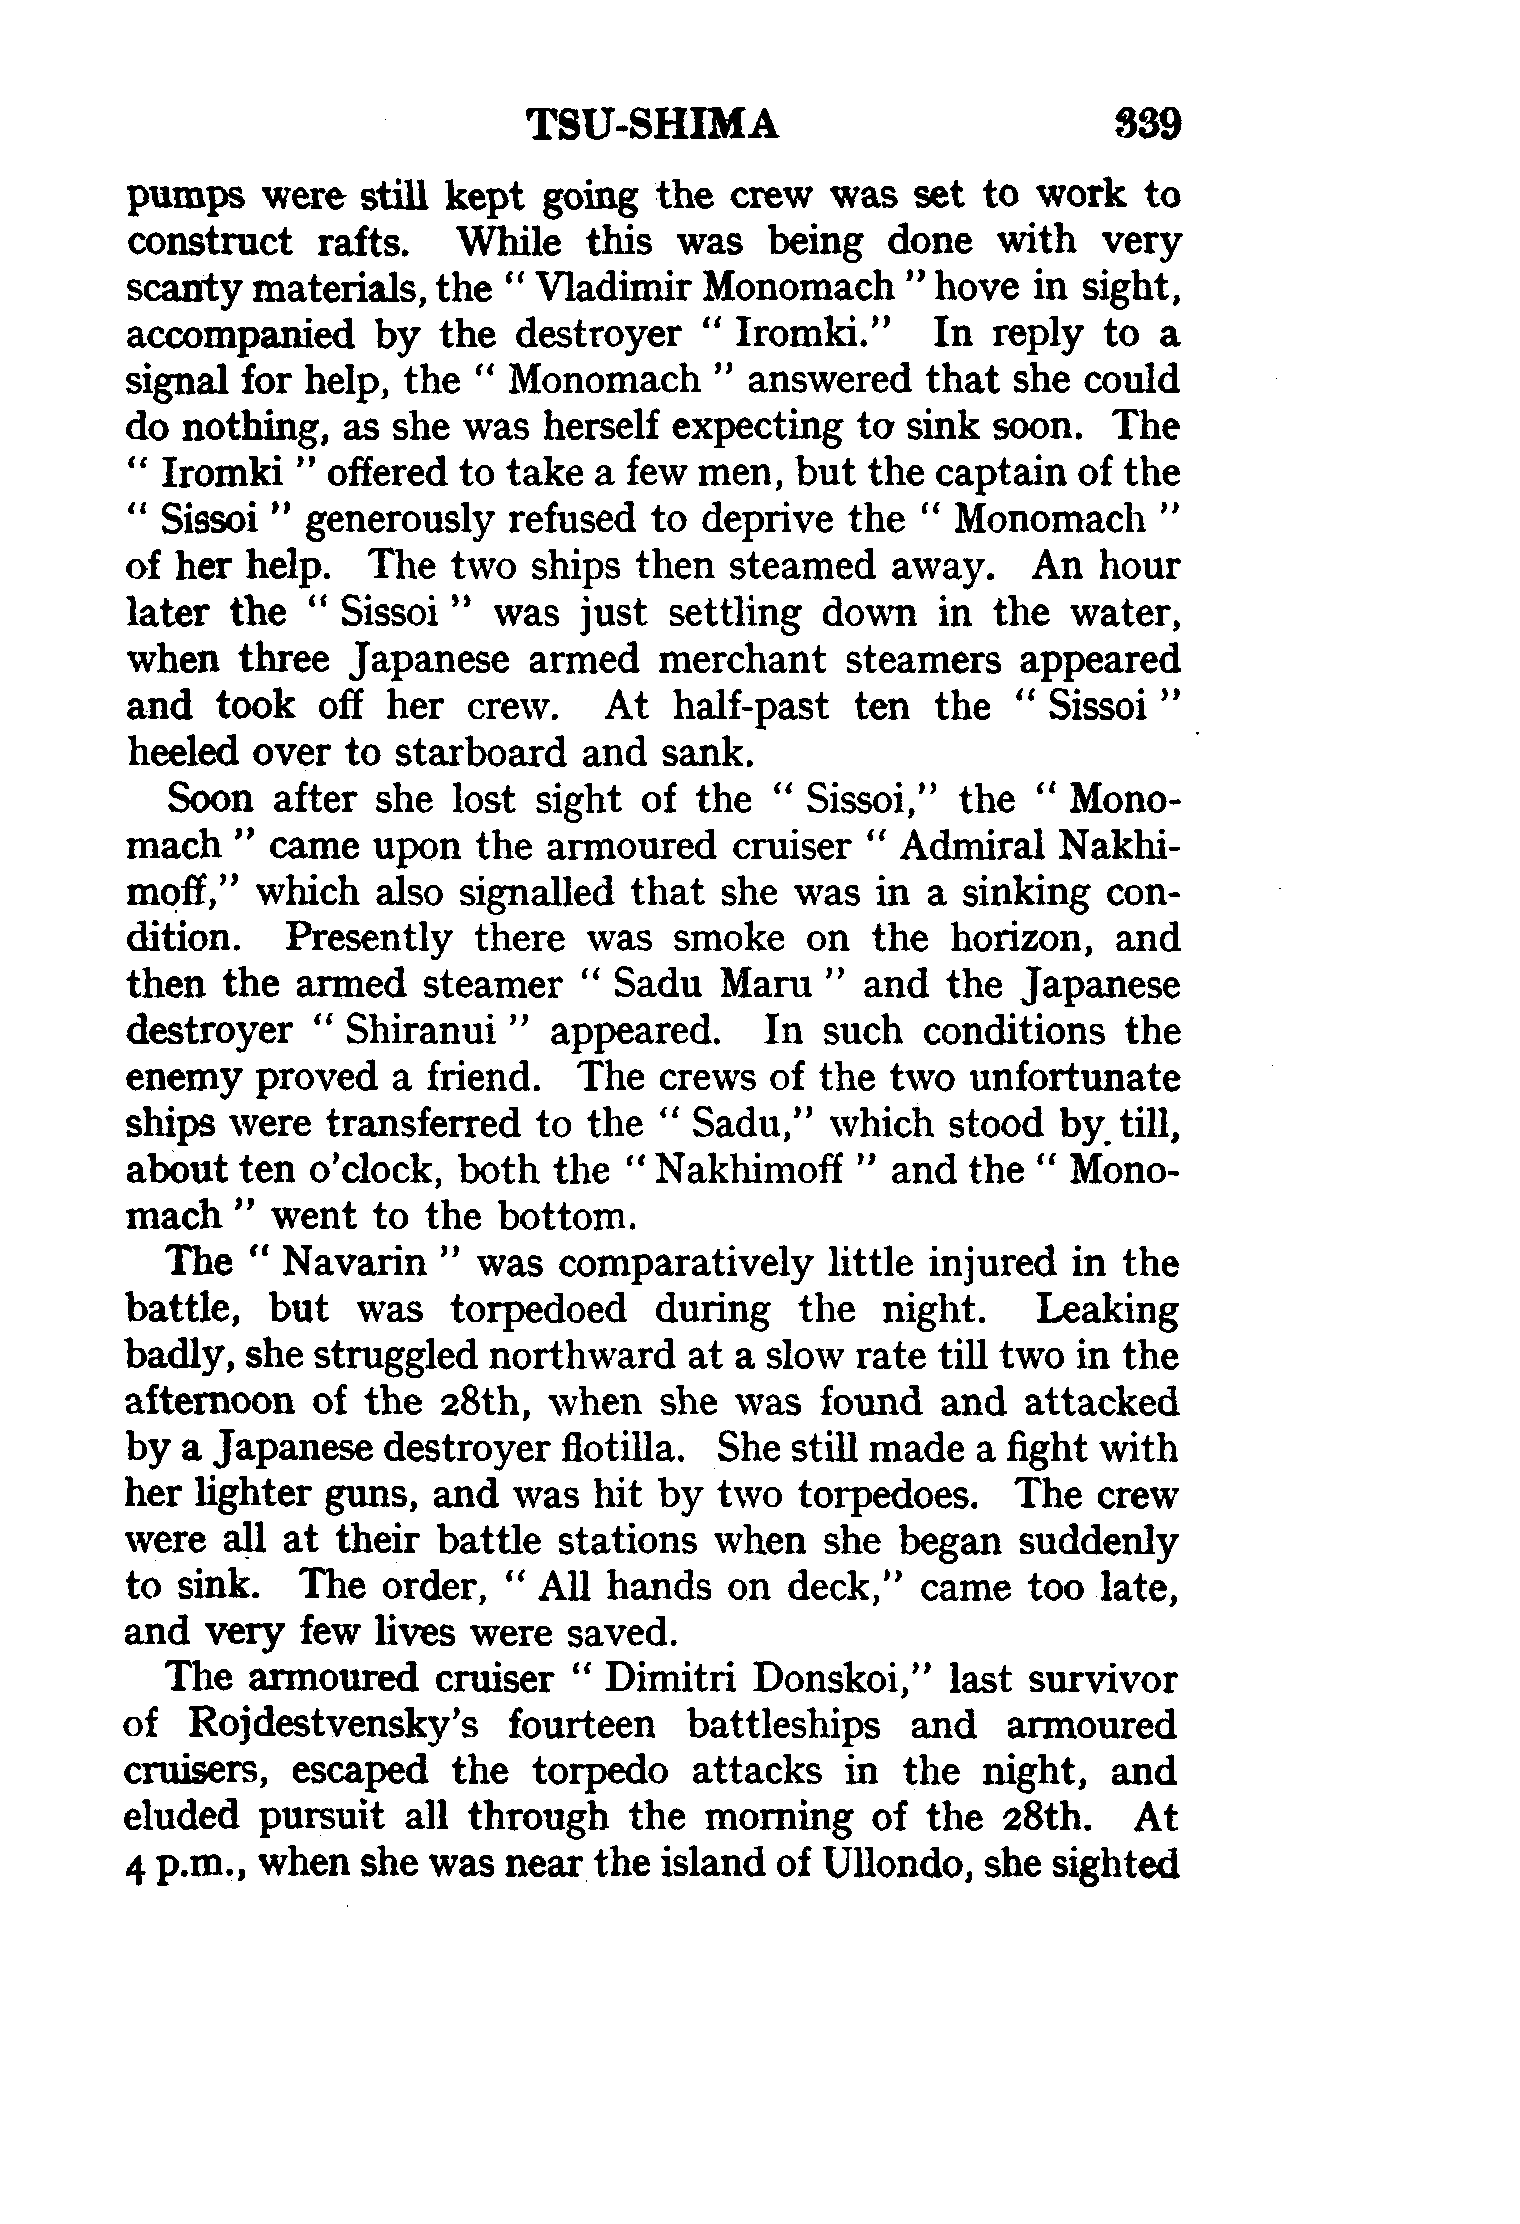 TSU-SHIMA 339
pumps were still kept going the crew was set to work to
construct rafts. While this was being done with very
scanty materials, the " Vladimir Monomach " hove in sight,
accompanied by the destroyer " Iromki." In reply to a
signal for help, the " Monomach " answered that she could
do nothing, as she was herself expecting to sink soon. The
" Iromki " offered to take a few men, but the captain of the
" Sissoi " generously refused to deprive the " Monomach "
of her help. The two ships then steamed away. An hour
later the " Sissoi " was just settling down in the water,
when three Japanese armed merchant steamers appeared
and took off her crew. At half-past ten the " Sissoi "
heeled over to starboard and sank.
Soon after she lost sight of the " Sissoi," the " Mono-
mach " came upon the armoured cruiser " Admiral Nakhi-
moff," which also signalled that she was in a sinking con-
dition. Presently there was smoke on the horizon, and
then the armed steamer " Sadu Maru " and the Japanese
destroyer " Shiranui " appeared. In such conditions the
enemy proved a friend. The crews of the two unfortunate
ships were transferred to the " Sadu," which stood by till,
about ten o'clock, both the " Nakhimoff " and the " Mono-
mach " went to the bottom.
The " Navarin " was comparatively little injured in the
battle, but was torpedoed during the night. Leaking
badly, she struggled northward at a slow rate till two in the
afternoon of the 28th, when she was found and attacked
by a Japanese destroyer flotilla. She still made a fight with
her lighter guns, and was hit by two torpedoes. The crew
were all at their battle stations when she began suddenly
to sink. The order, " All hands on deck," came too late,
and very few lives were saved.
The armoured cruiser " Dimitri Donskoi," last survivor
of Rojdestvensky's fourteen battleships and armoured
cruisers, escaped the torpedo attacks in the night, and
eluded pursuit all through the morning of the 28th. At
4 p.m., when she was near the island of Ullondo, she sighted